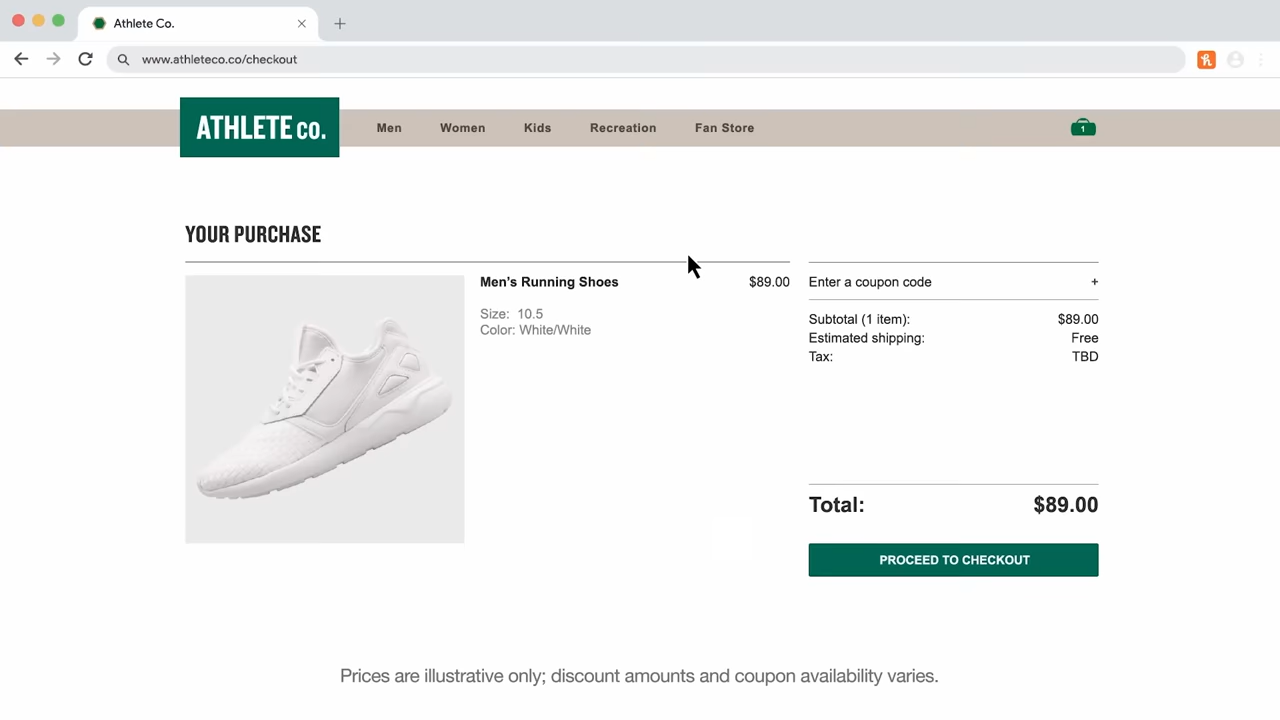 Athlete Co.
www.athleteco.co/checkout
ATHLETE CO.
Men Women Kids Recreation Fan Store
1
YOUR PURCHASE
Men's Running Shoes $89.00
Size: 10.5
Color: White/White
Enter a coupon code +
Subtotal (1 item): $89.00
Estimated shipping: Free
Tax: TBD
Total: $89.00
PROCEED TO CHECKOUT
Prices are illustrative only; discount amounts and coupon availability varies.